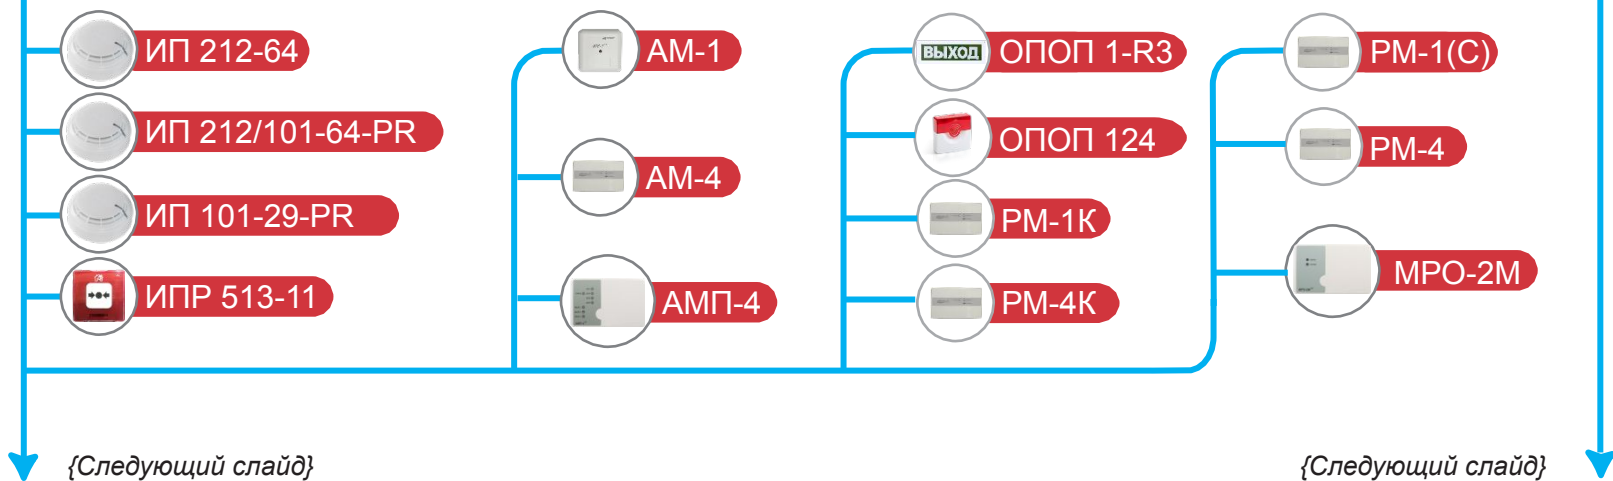 ИП 212-64
ИП 212/101-64-PR
ИП 101-29-PR
ИПР 513-11
АМ-1
АМ-4
АМП-4
ВЫХОД
ОПОП 1-R3
ОПОП 124
РМ-1К
РМ-4К
РМ-1(С)
РМ-4
МРО-2М
{Следующий слайд}
{Следующий слайд}